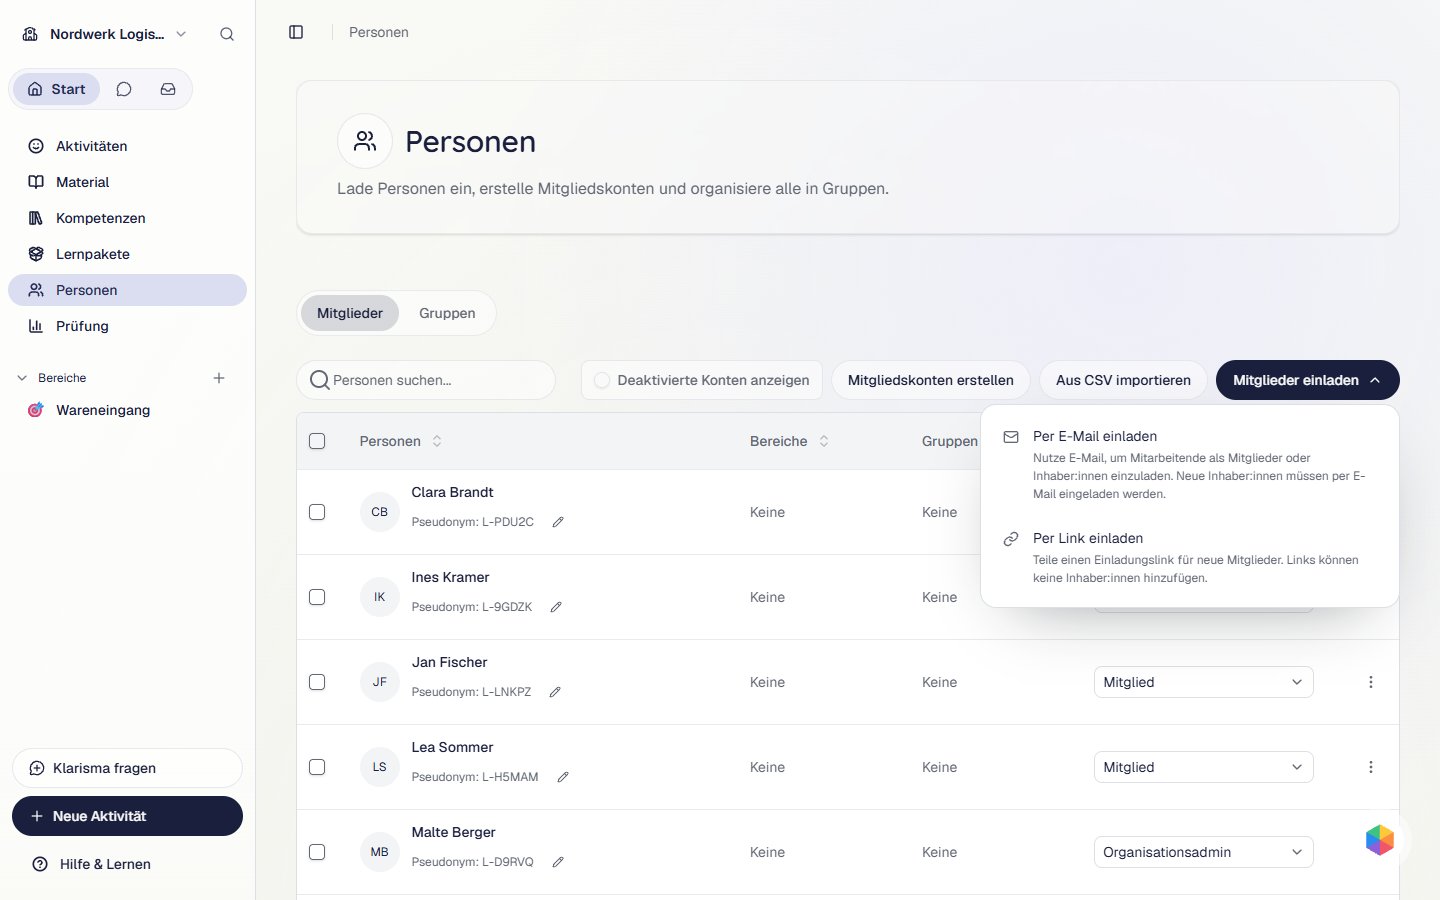 Nordwerk Logis...
Personen
Start
Aktivitäten
Material
Kompetenzen
Lernpakete
Personen
Prüfung
Bereiche
Wareneingang
Klarisma fragen
Neue Aktivität
Hilfe & Lernen
Personen
Lade Personen ein, erstelle Mitgliedskonten und organisiere alle in Gruppen.
Mitglieder
Gruppen
Personen suchen...
Deaktivierte Konten anzeigen
Mitgliedskonten erstellen
Aus CSV importieren
Mitglieder einladen
Per E-Mail einladen
Nutze E-Mail, um Mitarbeitende als Mitglieder oder
Inhaber:innen einzuladen. Neue Inhaber:innen müssen per E-
Mail eingeladen werden.
Per Link einladen
Teile einen Einladungslink für neue Mitglieder. Links können
keine Inhaber:innen hinzufügen.
Personen Bereiche Gruppen
CB
Clara Brandt
Pseudonym: L-PDU2C
Keine Keine
IK
Ines Kramer
Pseudonym: L-9GDZK
Keine Keine
JF
Jan Fischer
Pseudonym: L-LNKPZ
Keine Keine Mitglied
LS
Lea Sommer
Pseudonym: L-H5MAM
Keine Keine Mitglied
MB
Malte Berger
Pseudonym: L-D9RVQ
Keine Keine Organisationsadmin